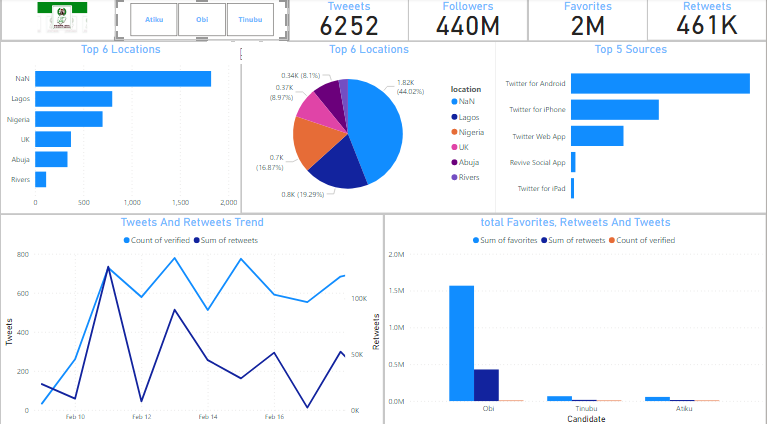 Atiku
Obi
Tinubu
Tweeets
6252
Followers
440M
Favorites
2M
Retweets
461K
Top 6 Locations
NaN
Lagos
Nigeria
UK
Abuja
Rivers
0
500
1,000
1,500
2,000
Top 6 Locations
0.34K (8.1%)
0.37K
(8.97%)
0.7K
(16.87%)
0.8K (19.29%)
1.82K
(44.02%)
location
NaN
Lagos
Nigeria
UK
Abuja
Rivers
Top 5 Sources
Twitter for Android
Twitter for iPhone
Twitter Web App
Revive Social App
Twitter for iPad
Tweets And Retweets Trend
Count of verified
Sum of retweets
Tweets
800
600
400
200
0
100K
50K
0K
Retweets
Feb 10
Feb 12
Feb 14
Feb 16
total Favorites, Retweets And Tweets
Sum of favorites
Sum of retweets
Count of verified
2.0M
1.5M
1.0M
0.5M
0.0M
Obi
Tinubu
Atiku
Candidate